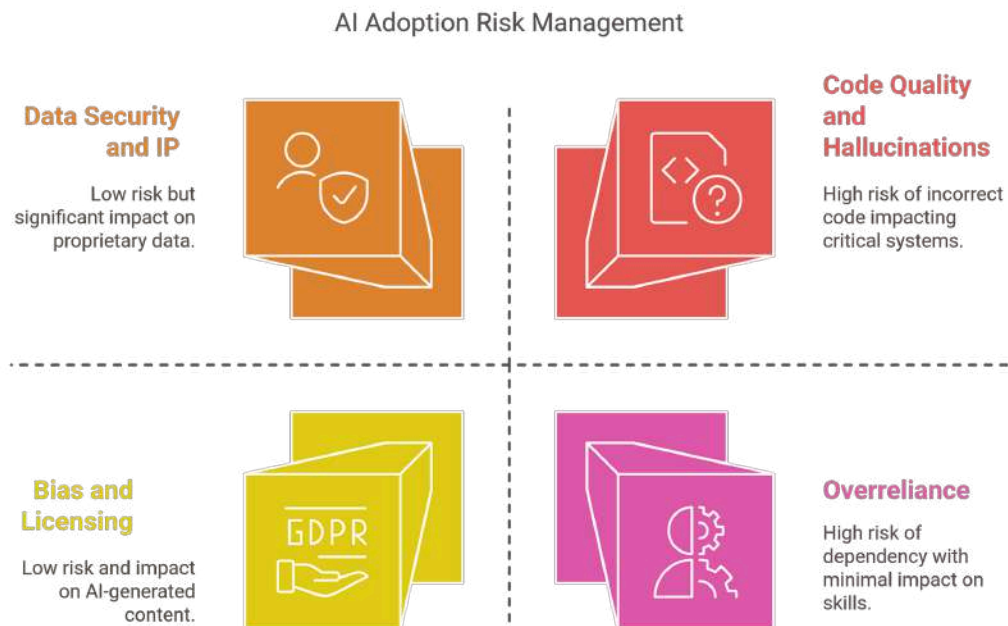 AI Adoption Risk Management
Data Security
and IP
Low risk but
significant impact on
proprietary data.
Code Quality
and
Hallucinations
High risk of incorrect
code impacting
critical systems.
Bias and
Licensing
Low risk and impact
on AI-generated
content.
GDPR
Overreliance
High risk of
dependency with
minimal impact on
skills.